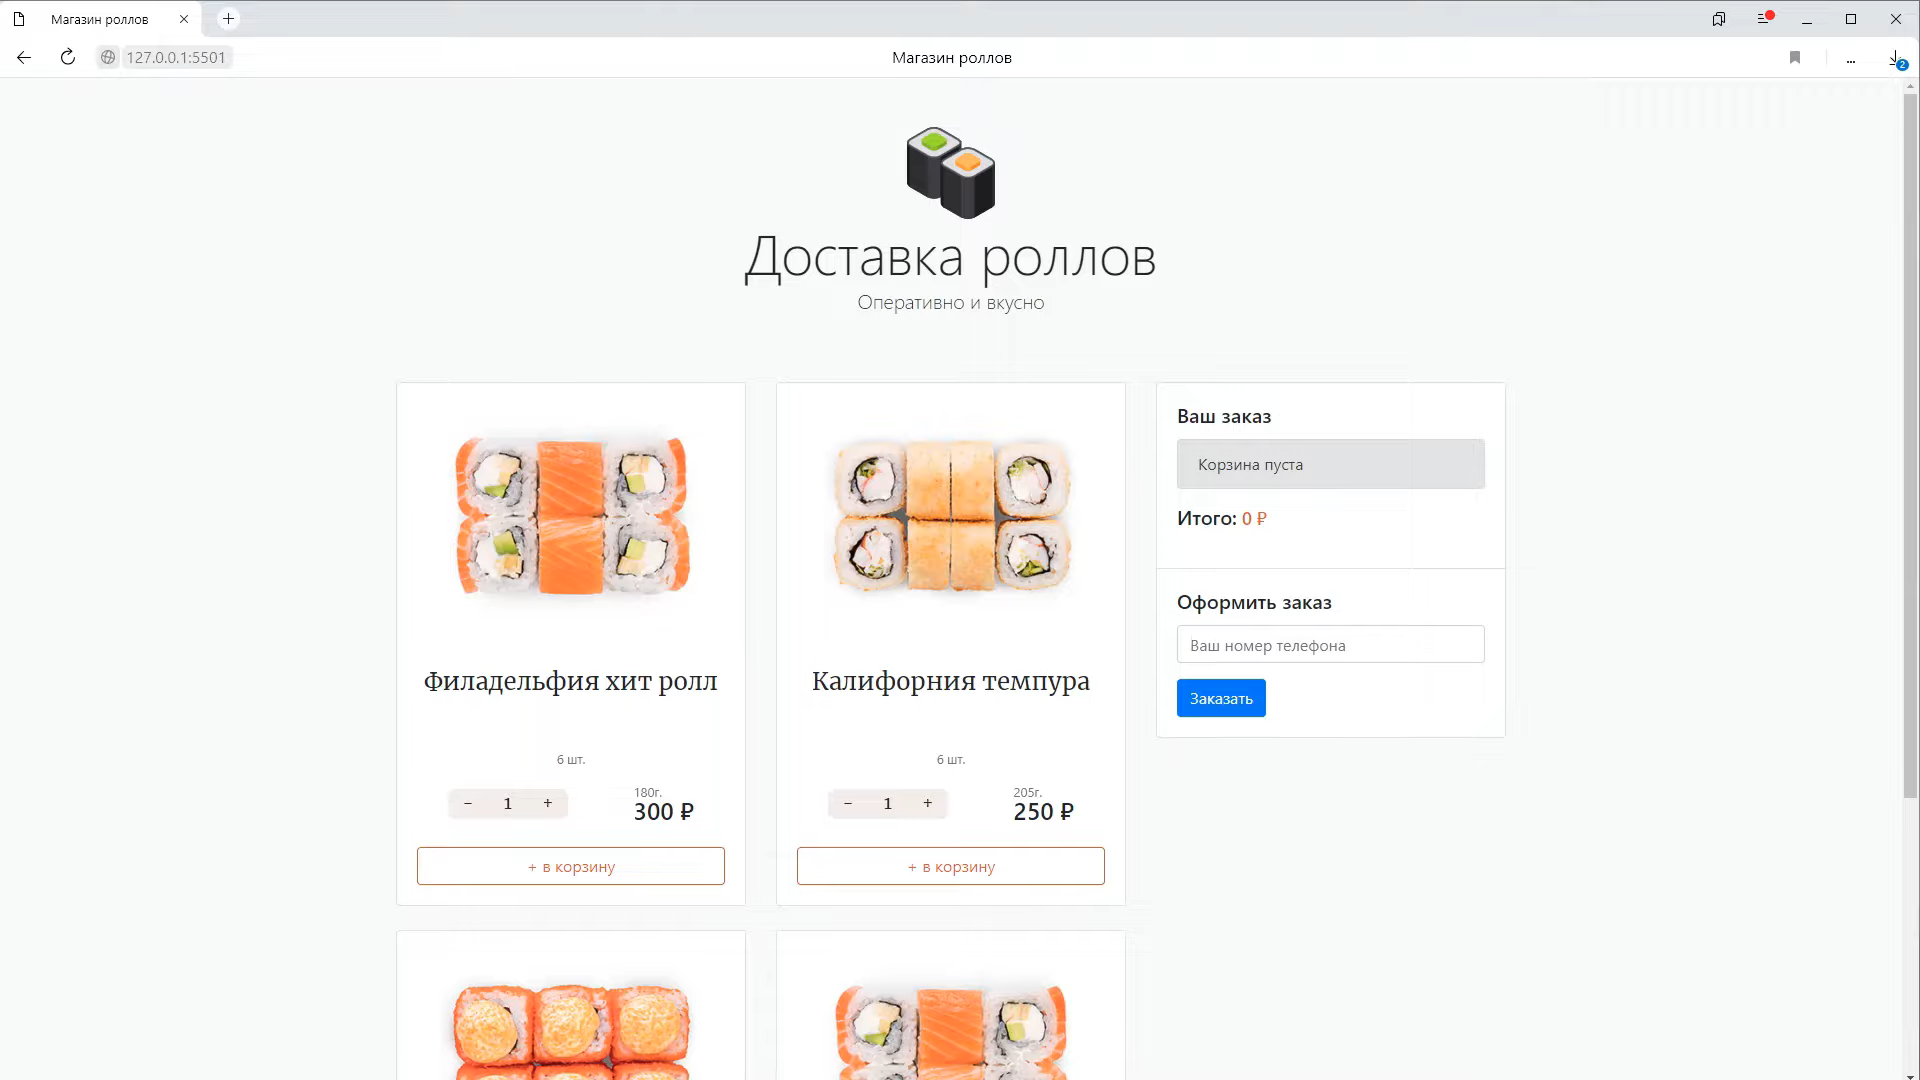 Магазин роллов
127.0.0.1:5501
Магазин роллов
...
2
Доставка роллов
Оперативно и вкусно
Филадельфия хит ролл
6 шт.
- 1 +
180г.
300 ₽
+ в корзину
Калифорния темпура
6 шт.
- 1 +
205г.
250 ₽
+ в корзину
Ваш заказ
Корзина пуста
Итого: 0 ₽
Оформить заказ
Ваш номер телефона
Заказать